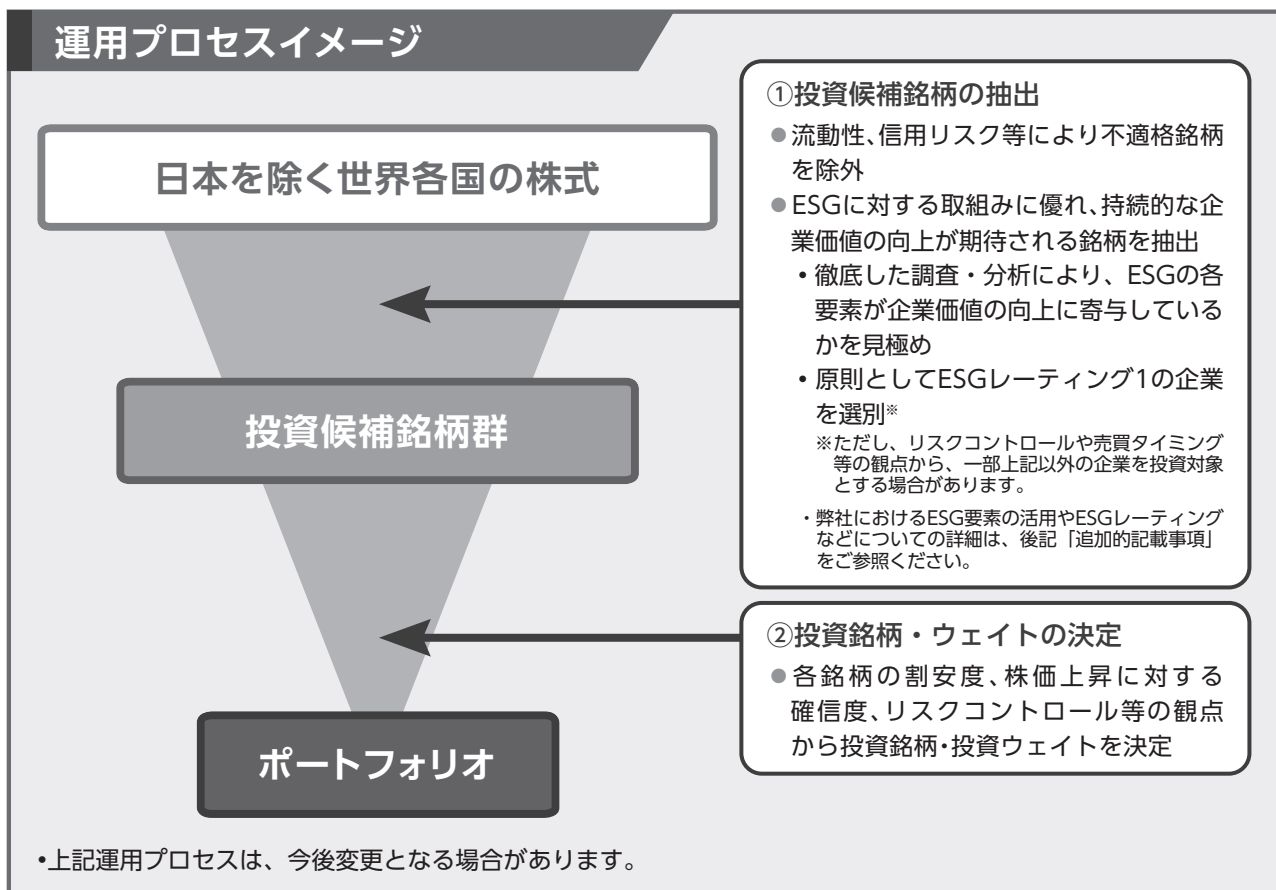 運用プロセスイメージ
日本を除く世界各国の株式
投資候補銘柄群
ポートフォリオ
①投資候補銘柄の抽出
●流動性、信用リスク等により不適格銘柄
を除外
●ESGに対する取組みに優れ、持続的な企
業価値の向上が期待される銘柄を抽出
・徹底した調査・分析により、ESGの各
要素が企業価値の向上に寄与している
かを見極め
・原則としてESGレーティング1の企業
を選別※
※ただし、リスクコントロールや売買タイミング
等の観点から、一部上記以外の企業を投資対象
とする場合があります。
・弊社におけるESG要素の活用やESGレーティング
などについての詳細は、後記「追加的記載事項」
をご参照ください。
②投資銘柄・ウェイトの決定
●各銘柄の割安度、株価上昇に対する
確信度、リスクコントロール等の観点
から投資銘柄・投資ウェイトを決定
•上記運用プロセスは、今後変更となる場合があります。